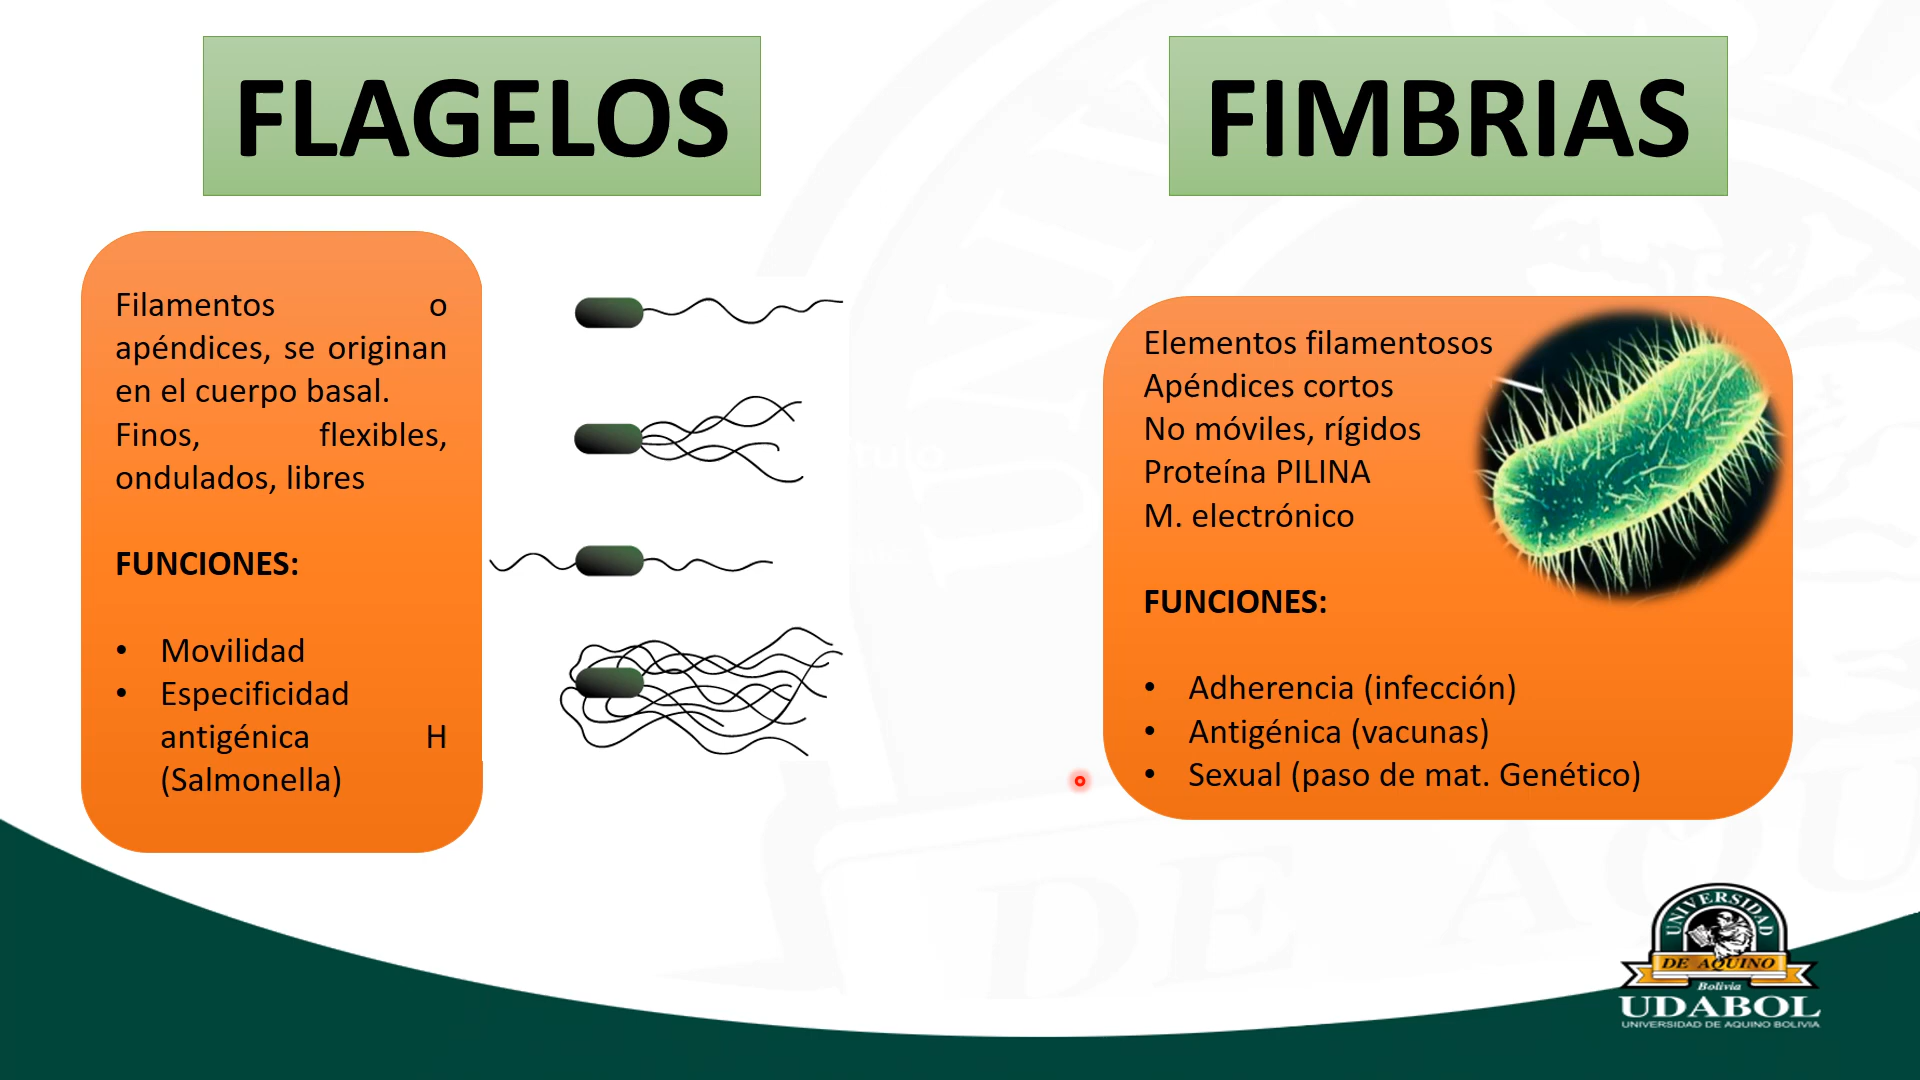 FLAGELOS
FIMBRIAS
Filamentos o
apéndices, se originan
en el cuerpo basal.
Finos, flexibles,
ondulados, libres
FUNCIONES:
• Movilidad
• Especificidad
antigénica H
(Salmonella)
Elementos filamentosos
Apéndices cortos
No móviles, rígidos
Proteína PILINA
M. electrónico
FUNCIONES:
• Adherencia (infección)
• Antigénica (vacunas)
• Sexual (paso de mat. Genético)
UNIVERSIDAD
DE AQUINO
Bolivia
UDABOL
UNIVERSIDAD DE AQUINO BOLIVIA
DE AQU